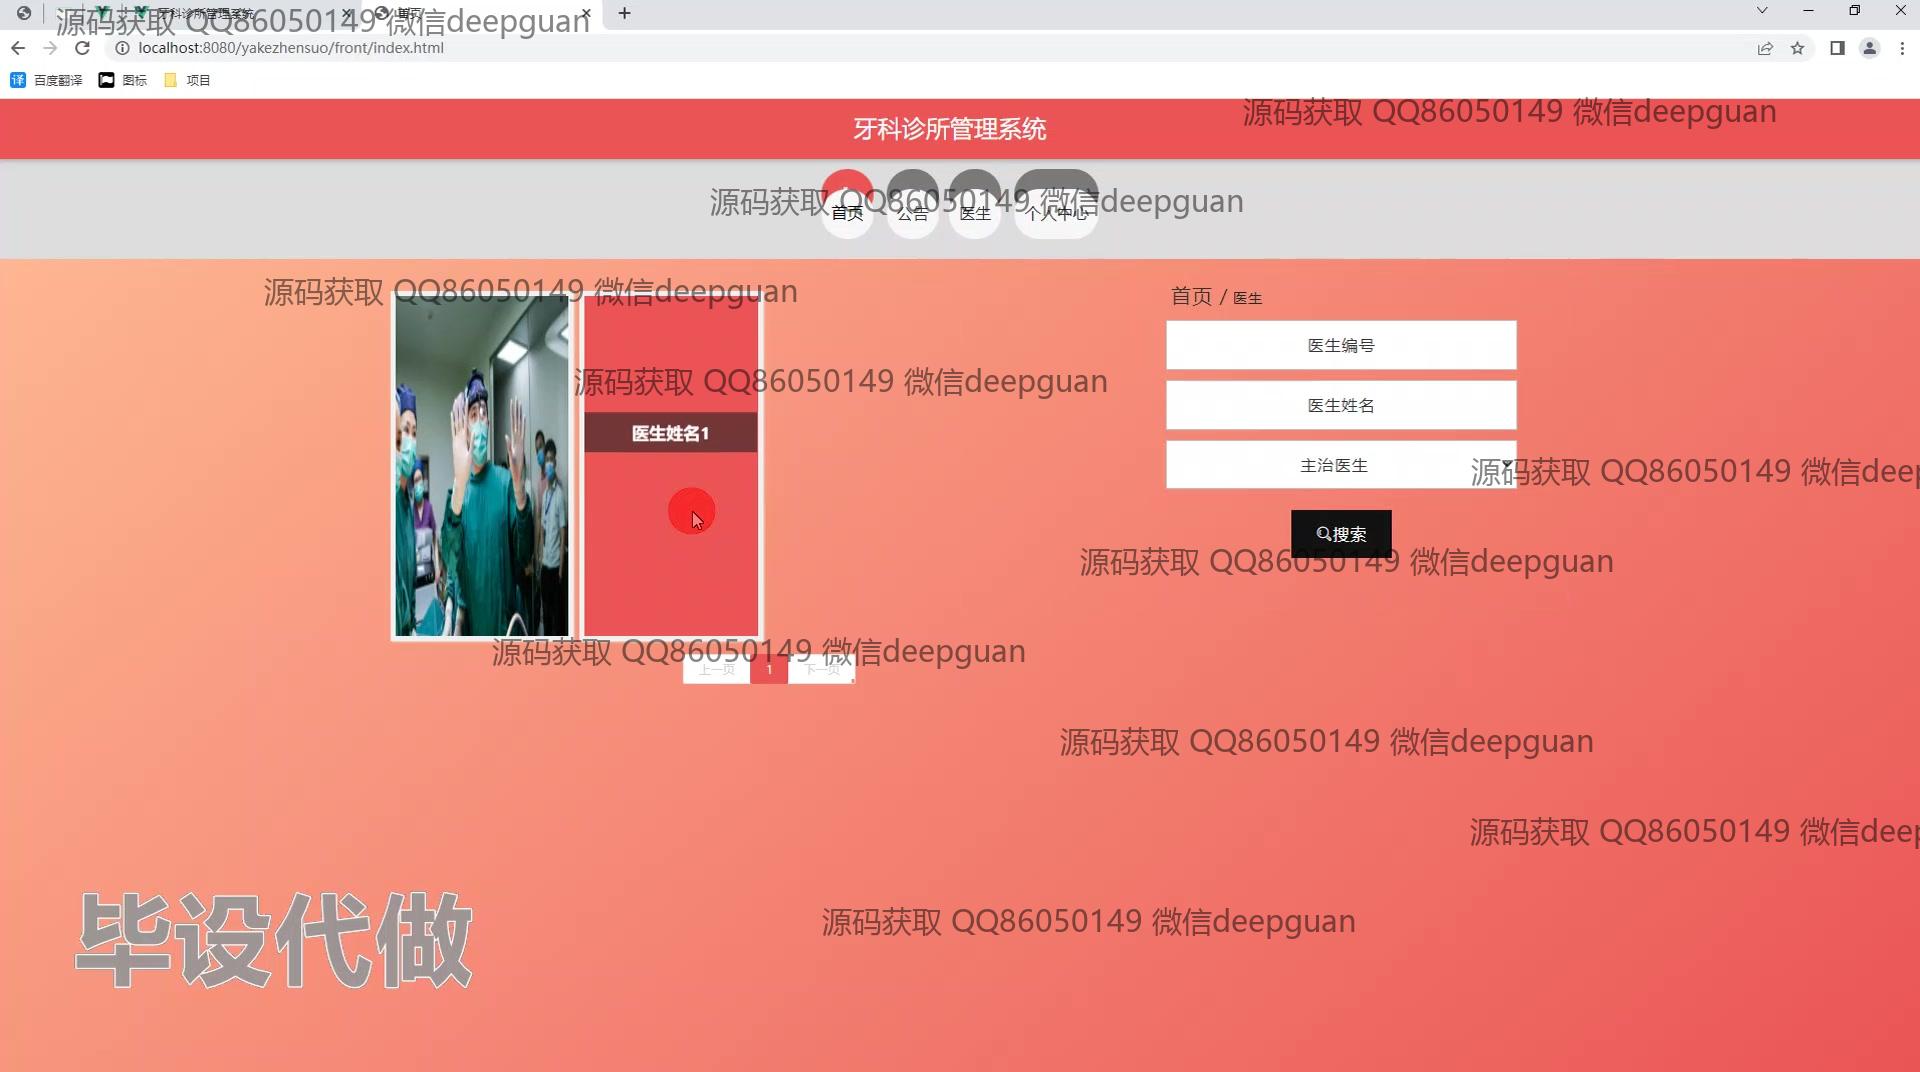 牙科诊所管理系统
首页
源码获取 QQ86050149 微信deepguan
localhost:8080/yakezhensuo/front/index.html
百度翻译
图标
项目
牙科诊所管理系统
源码获取 QQ86050149 微信deepguan
源码获取 QQ86050149 微信deepguan
首页
公告
医生
个人中心
源码获取 QQ86050149 微信deepguan
首页 / 医生
医生编号
源码获取 QQ86050149 微信deepguan
医生姓名
医生姓名1
主治医生
源码获取 QQ86050149 微信deep
搜索
源码获取 QQ86050149 微信deepguan
源码获取 QQ86050149 微信deepguan
上一页
1
下一页
源码获取 QQ86050149 微信deepguan
源码获取 QQ86050149 微信deep
源码获取 QQ86050149 微信deepguan
毕设代做